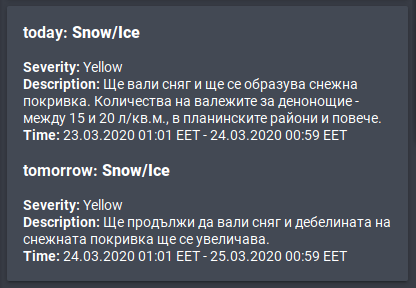 today: Snow/Ice
Severity: Yellow
Description: Ще вали сняг и ще се образува снежна
покривка. Количества на валежите за денонощие -
между 15 и 20 л/кв.м., в планинските райони и повече.
Time: 23.03.2020 01:01 EET - 24.03.2020 00:59 EET
tomorrow: Snow/Ice
Severity: Yellow
Description: Ще продължи да вали сняг и дебелината на
снежната покривка ще се увеличава.
Time: 24.03.2020 01:01 EET - 25.03.2020 00:59 EET